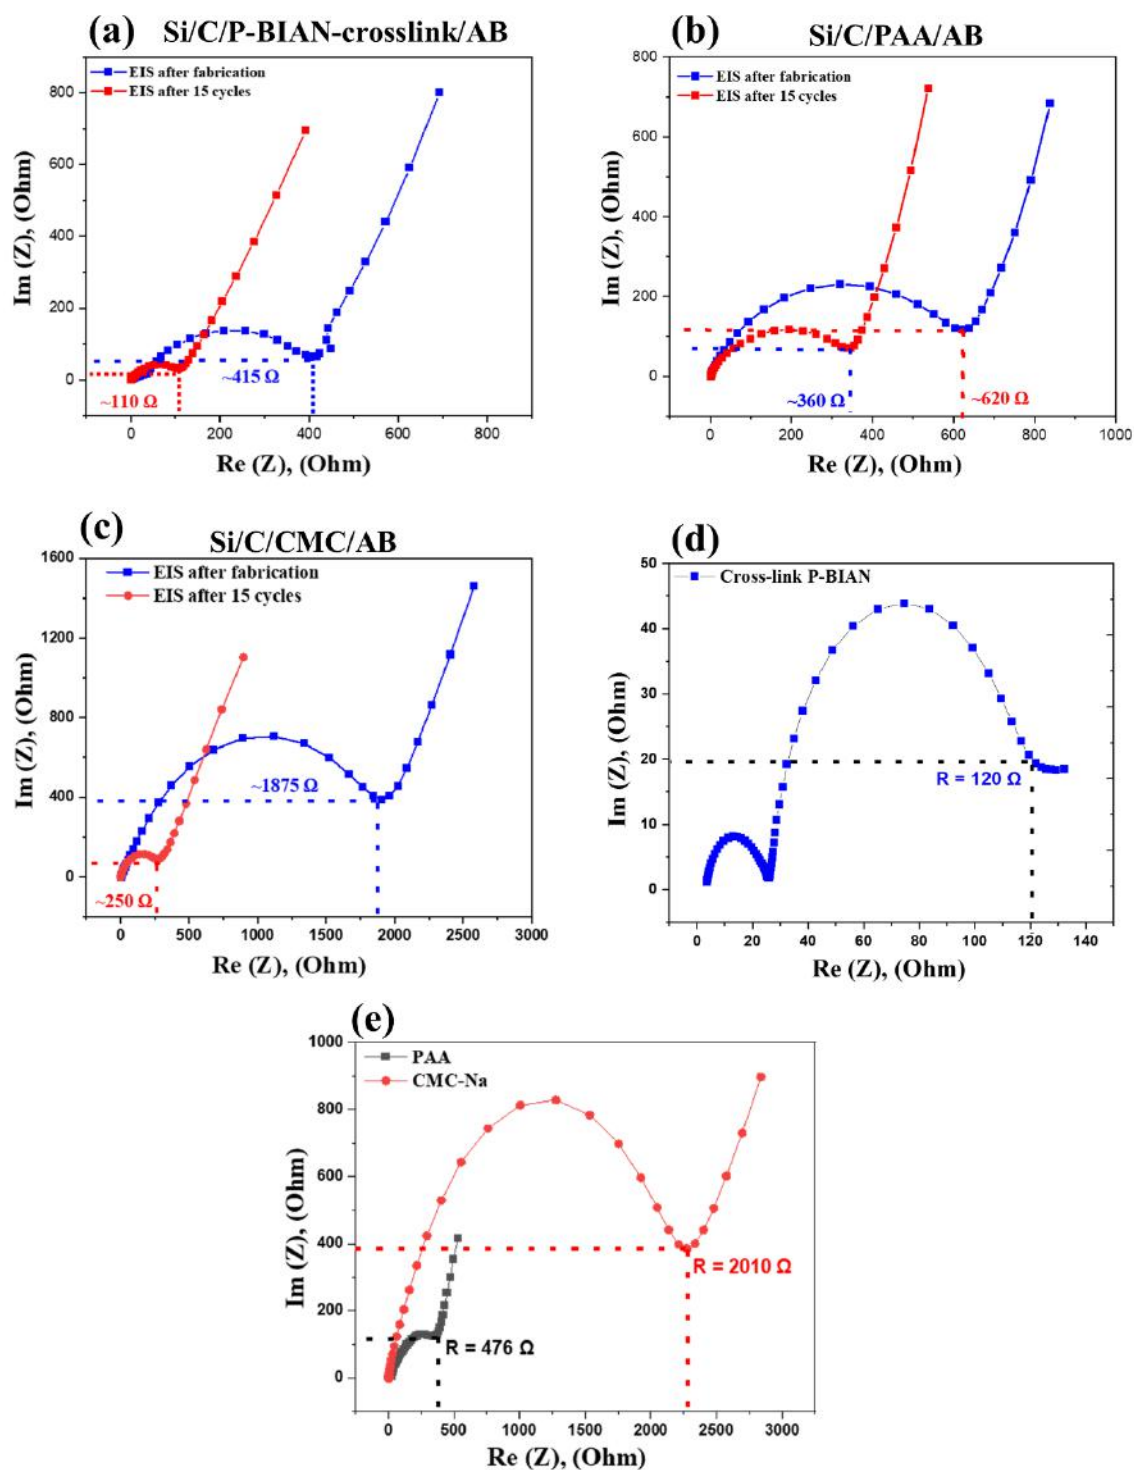 (a)
Si/C/P-BIAN-crosslink/AB
EIS after fabrication
EIS after 15 cycles
800
600
400
200
0
Im (Z), (Ohm)
~415 Ω
~110 Ω
0 200 400 600 800
Re (Z), (Ohm)
(b)
Si/C/PAA/AB
EIS after fabrication
EIS after 15 cycles
800
600
400
200
0
Im (Z), (Ohm)
~360 Ω
~620 Ω
0 200 400 600 800 1000
Re (Z), (Ohm)
(c)
Si/C/CMC/AB
EIS after fabrication
EIS after 15 cycles
1600
1200
800
400
0
Im (Z), (Ohm)
~1875 Ω
~250 Ω
0 500 1000 1500 2000 2500 3000
Re (Z), (Ohm)
(d)
Cross-link P-BIAN
50
40
30
20
10
0
Im (Z), (Ohm)
R = 120 Ω
0 20 40 60 80 100 120 140
Re (Z), (Ohm)
(e)
PAA
CMC-Na
1000
800
600
400
200
0
Im (Z), (Ohm)
R = 2010 Ω
R = 476 Ω
0 500 1000 1500 2000 2500 3000
Re (Z), (Ohm)